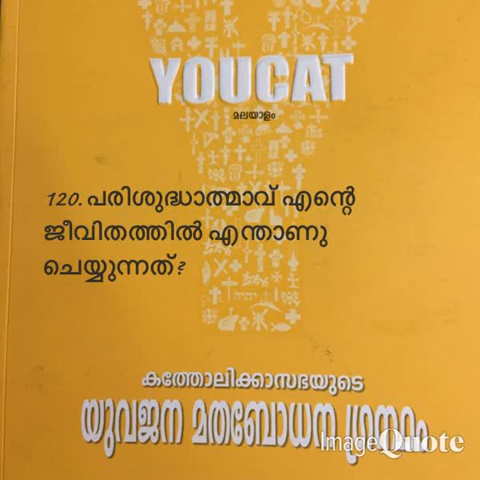 YOUCAT
മലയാളം
120. പരിശുദ്ധാത്മാവ് എന്റെ
ജീവിതത്തിൽ എന്താണു
ചെയ്യുന്നത്?
കത്തോലിക്കാസഭയുടെ
യുവജന മതബോധന ഗ്രന്ഥം
ImageQuote